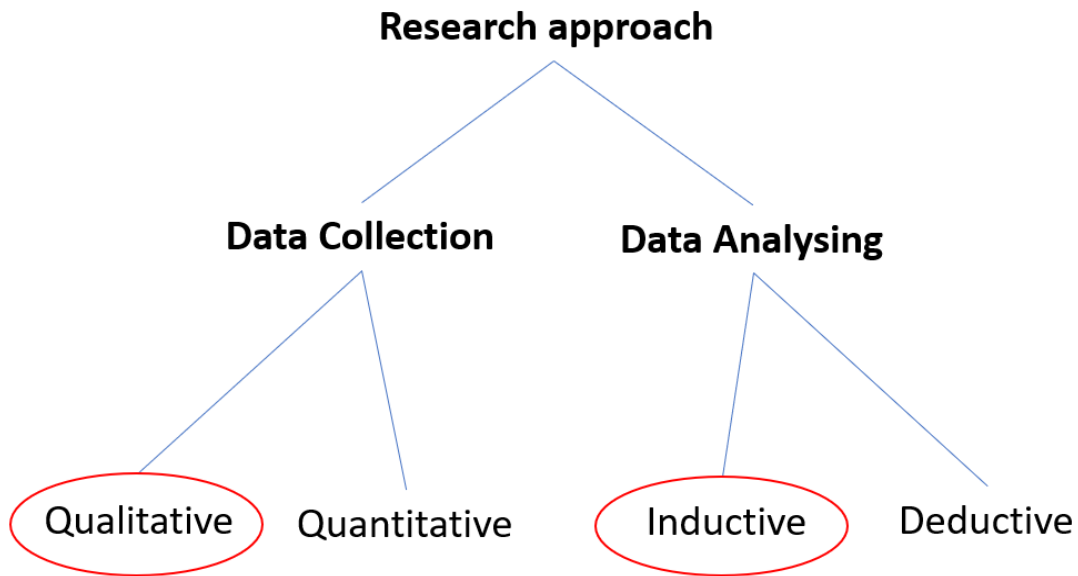 Research approach
Data Collection
Data Analysing
Qualitative
Quantitative
Inductive
Deductive